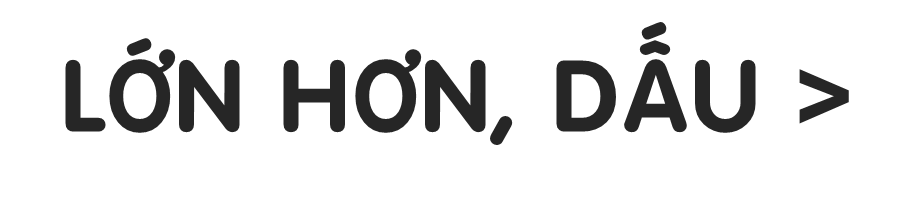 LỚN HƠN, DẤU >